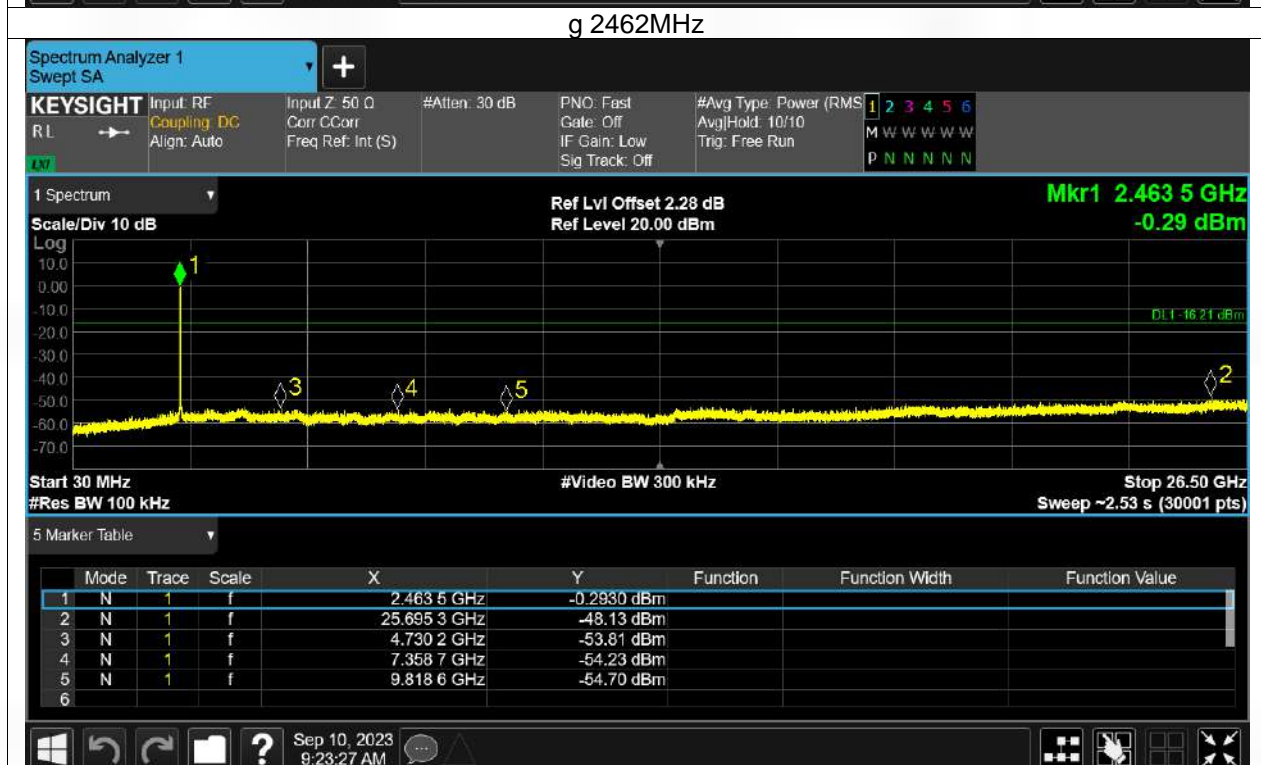 g 2462MHz
Spectrum Analyzer 1
Swept SA
+
KEYSIGHT Input: RF Input Z: 50 Ω #Atten: 30 dB PNO: Fast #Avg Type: Power (RMS 1 2 3 4 5 6
RL Coupling: DC Corr CCorr Gate: Off Avg|Hold: 10/10 M W W W W W
Align: Auto Freq Ref: Int (S) IF Gain: Low Trig: Free Run
LXI Sig Track: Off P N N N N N
1 Spectrum Ref Lvl Offset 2.28 dB Mkr1 2.463 5 GHz
Scale/Div 10 dB Ref Level 20.00 dBm -0.29 dBm
Log
10.0 1
0.00
-10.0 DL1 -16.21 dBm
-20.0
-30.0
-40.0 3 4 5 2
-50.0
-60.0
-70.0
Start 30 MHz #Video BW 300 kHz Stop 26.50 GHz
#Res BW 100 kHz Sweep ~2.53 s (30001 pts)
5 Marker Table
Mode Trace Scale X Y Function Function Width Function Value
1 N 1 f 2.463 5 GHz -0.2930 dBm
2 N 1 f 25.695 3 GHz -48.13 dBm
3 N 1 f 4.730 2 GHz -53.81 dBm
4 N 1 f 7.358 7 GHz -54.23 dBm
5 N 1 f 9.818 6 GHz -54.70 dBm
6
? Sep 10, 2023
9:23:27 AM